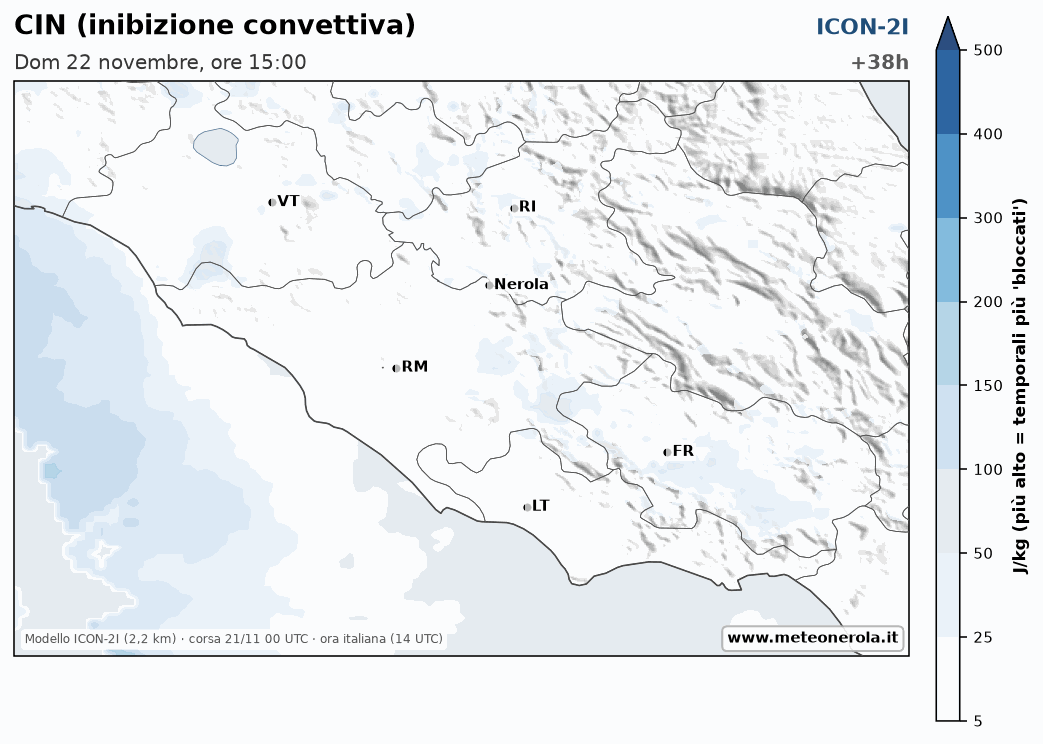 CIN (inibizione convettiva)
ICON-2I
Dom 22 novembre, ore 15:00
+38h
VT
RI
Nerola
RM
FR
LT
Modello ICON-2I (2,2 km) · corsa 21/11 00 UTC · ora italiana (14 UTC)
www.meteonerola.it
500
400
300
200
150
100
50
25
5
J/kg (più alto = temporali più 'bloccati')